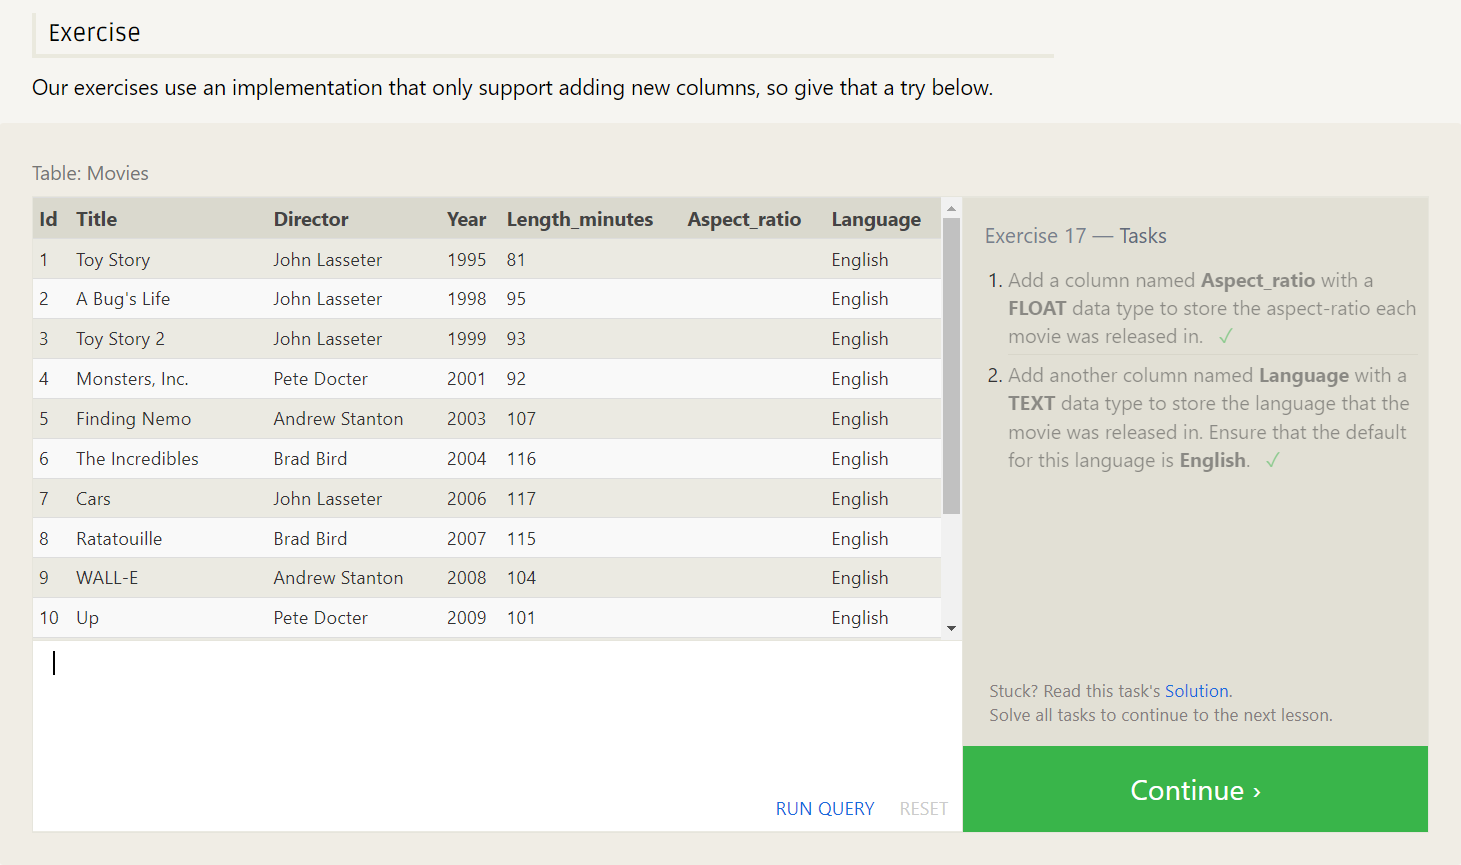 Exercise
Our exercises use an implementation that only support adding new columns, so give that a try below.
Table: Movies
Id Title Director Year Length_minutes Aspect_ratio Language
1 Toy Story John Lasseter 1995 81 English
2 A Bug's Life John Lasseter 1998 95 English
3 Toy Story 2 John Lasseter 1999 93 English
4 Monsters, Inc. Pete Docter 2001 92 English
5 Finding Nemo Andrew Stanton 2003 107 English
6 The Incredibles Brad Bird 2004 116 English
7 Cars John Lasseter 2006 117 English
8 Ratatouille Brad Bird 2007 115 English
9 WALL-E Andrew Stanton 2008 104 English
10 Up Pete Docter 2009 101 English
RUN QUERY RESET
Exercise 17 — Tasks
1. Add a column named Aspect_ratio with a
FLOAT data type to store the aspect-ratio each
movie was released in. ✓
2. Add another column named Language with a
TEXT data type to store the language that the
movie was released in. Ensure that the default
for this language is English. ✓
Stuck? Read this task's Solution.
Solve all tasks to continue to the next lesson.
Continue ›